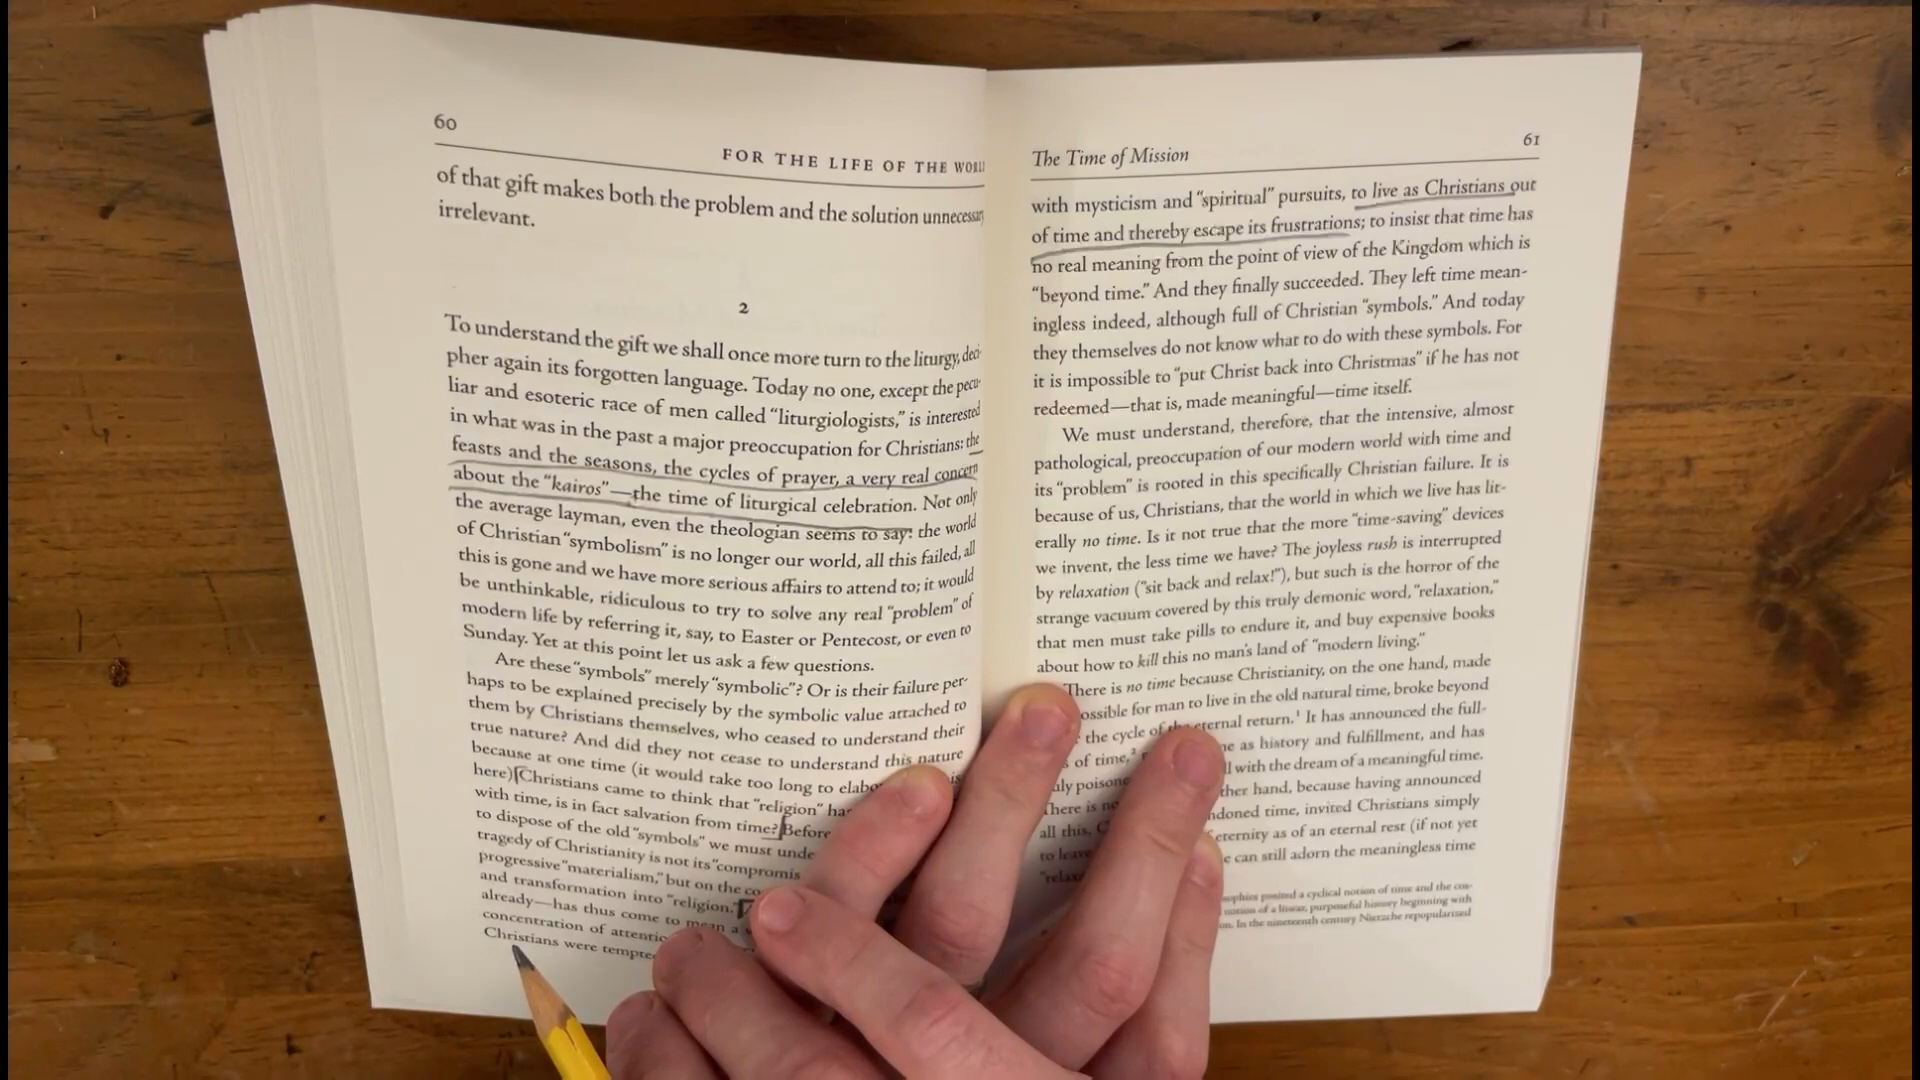 60
FOR THE LIFE OF THE
of that gift makes both the problem and the solution
irrelevant.
2
To understand the gift we shall once more turn to the liturgy, deci-
pher again its forgotten language. Today no one, except the pecu-
liar and esoteric race of men called “liturgiologists,” is interested
in what was in the past a major preoccupation for Christians: the
feasts and the seasons, the cycles of prayer, a very real concern
about the “kairos”—the time of liturgical celebration. Not only
the average layman, even the theologian seems to say: the world
of Christian “symbolism” is no longer our world, all this failed, all
this is gone and we have more serious affairs to attend to; it would
be unthinkable, ridiculous to try to solve any real “problem” of
modern life by referring it, say, to Easter or Pentecost, or even to
Sunday. Yet at this point let us ask a few questions.
Are these “symbols” merely “symbolic”? Or is their failure per-
haps to be explained precisely by the symbolic value attached to
them by Christians themselves, who ceased to understand their
true nature? And did they not cease to understand this nature
because at one time (it would take too long to
here) Christians came to think that “religion”
with time, is in fact salvation from time? Before
to dispose of the old “symbols” we must
tragedy of Christianity is not its “compromis
progressive “materialism,” but on the
and transformation into “religion.”
already—has thus come to mean a
concentration of
Christians were
The Time of Mission
61
with mysticism and “spiritual” pursuits, to live as Christians out
of time and thereby escape its frustrations; to insist that time has
no real meaning from the point of view of the Kingdom which is
“beyond time.” And they finally succeeded. They left time mean-
ingless indeed, although full of Christian “symbols.” And today
they themselves do not know what to do with these symbols. For
it is impossible to “put Christ back into Christmas” if he has not
redeemed—that is, made meaningful—time itself.
We must understand, therefore, that the intensive, almost
pathological, preoccupation of our modern world with time and
its “problem” is rooted in this specifically Christian failure. It is
because of us, Christians, that the world in which we live has lit-
erally no time. Is it not true that the more “time-saving” devices
we invent, the less time we have? The joyless rush is interrupted
by relaxation (“sit back and relax!”), but such is the horror of the
strange vacuum covered by this truly demonic word, “relaxation,”
that men must take pills to endure it, and buy expensive books
about how to kill this no man’s land of “modern living.”
There is no time because Christianity, on the one hand, made
ossible for man to live in the old natural time, broke beyond
the cycle of the eternal return.¹ It has announced the full-
of time,² as history and fulfillment, and has
with the dream of a meaningful time.
hand, because having announced
all this, time, invited Christians simply
to eternity as of an eternal rest (if not yet
can still adorn the meaningless time
posited a cyclical notion of time and the cos-
notion of a linear, purposeful history beginning with
In the nineteenth century Nietzsche repopularized